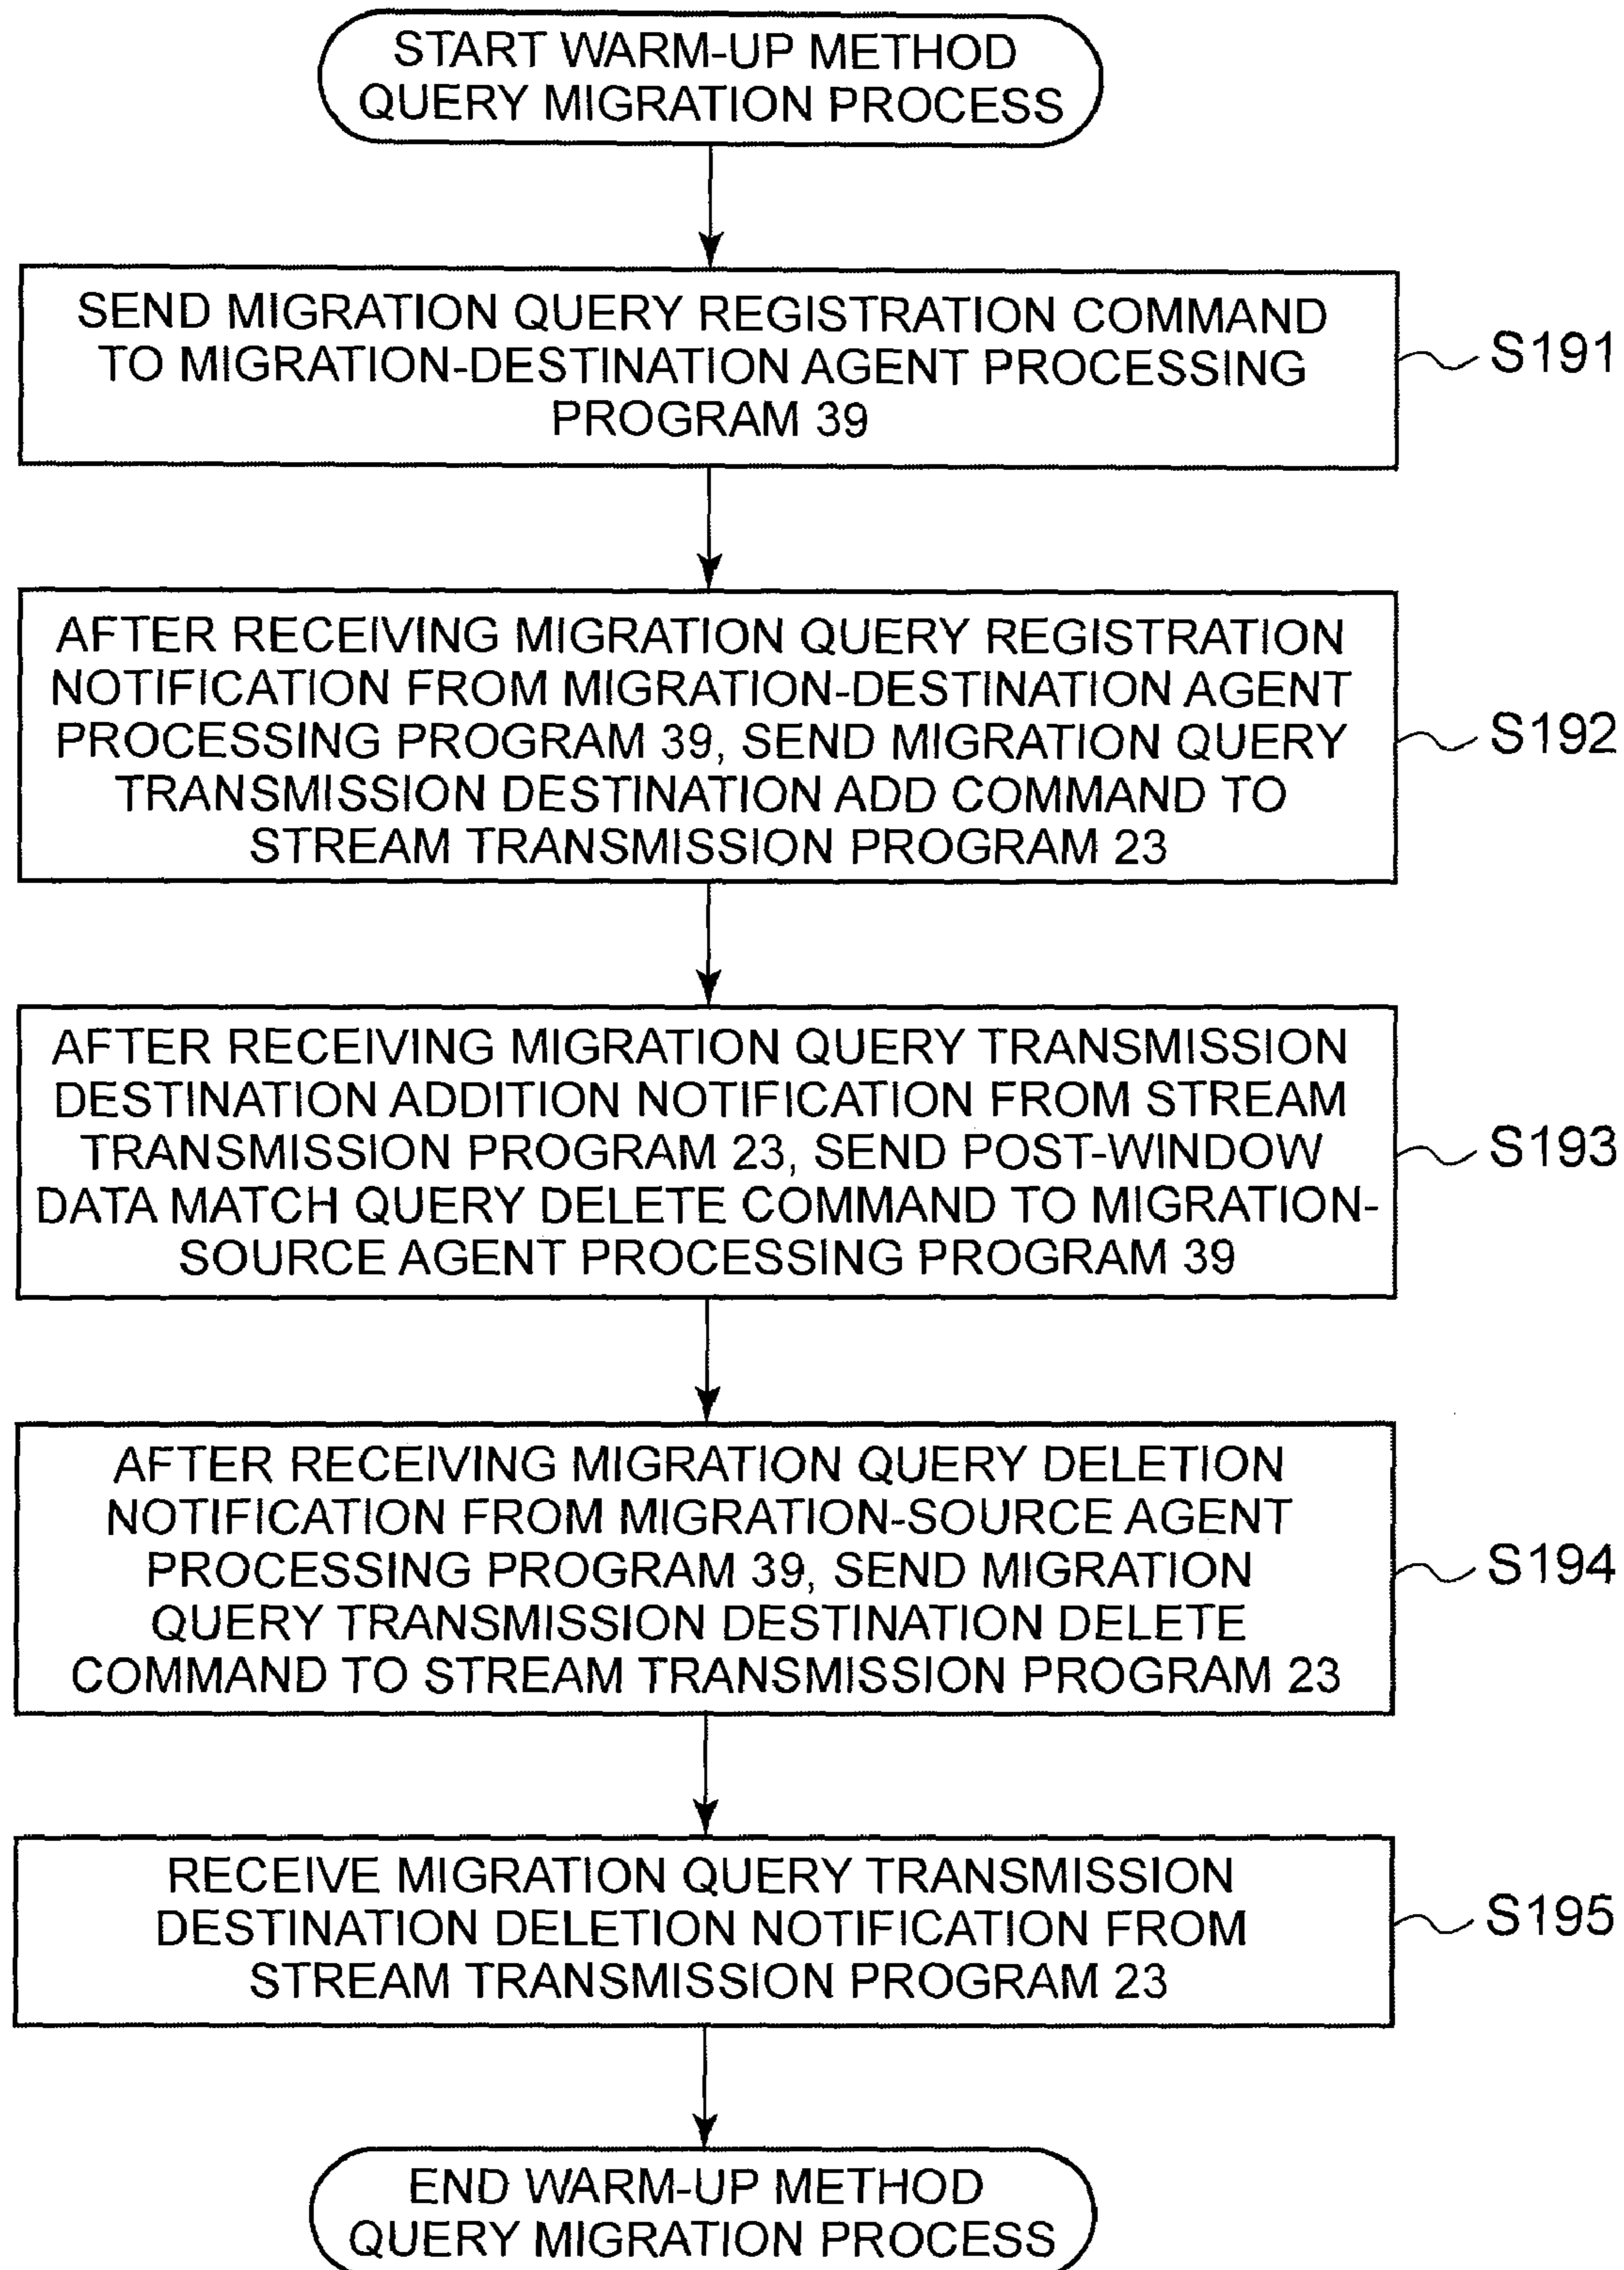 START WARM-UP METHOD
QUERY MIGRATION PROCESS
SEND MIGRATION QUERY REGISTRATION COMMAND
TO MIGRATION-DESTINATION AGENT PROCESSING
PROGRAM 39
S191
AFTER RECEIVING MIGRATION QUERY REGISTRATION
NOTIFICATION FROM MIGRATION-DESTINATION AGENT
PROCESSING PROGRAM 39, SEND MIGRATION QUERY
TRANSMISSION DESTINATION ADD COMMAND TO
STREAM TRANSMISSION PROGRAM 23
S192
AFTER RECEIVING MIGRATION QUERY TRANSMISSION
DESTINATION ADDITION NOTIFICATION FROM STREAM
TRANSMISSION PROGRAM 23, SEND POST-WINDOW
DATA MATCH QUERY DELETE COMMAND TO MIGRATION-
SOURCE AGENT PROCESSING PROGRAM 39
S193
AFTER RECEIVING MIGRATION QUERY DELETION
NOTIFICATION FROM MIGRATION-SOURCE AGENT
PROCESSING PROGRAM 39, SEND MIGRATION
QUERY TRANSMISSION DESTINATION DELETE
COMMAND TO STREAM TRANSMISSION PROGRAM 23
S194
RECEIVE MIGRATION QUERY TRANSMISSION
DESTINATION DELETION NOTIFICATION FROM
STREAM TRANSMISSION PROGRAM 23
S195
END WARM-UP METHOD
QUERY MIGRATION PROCESS